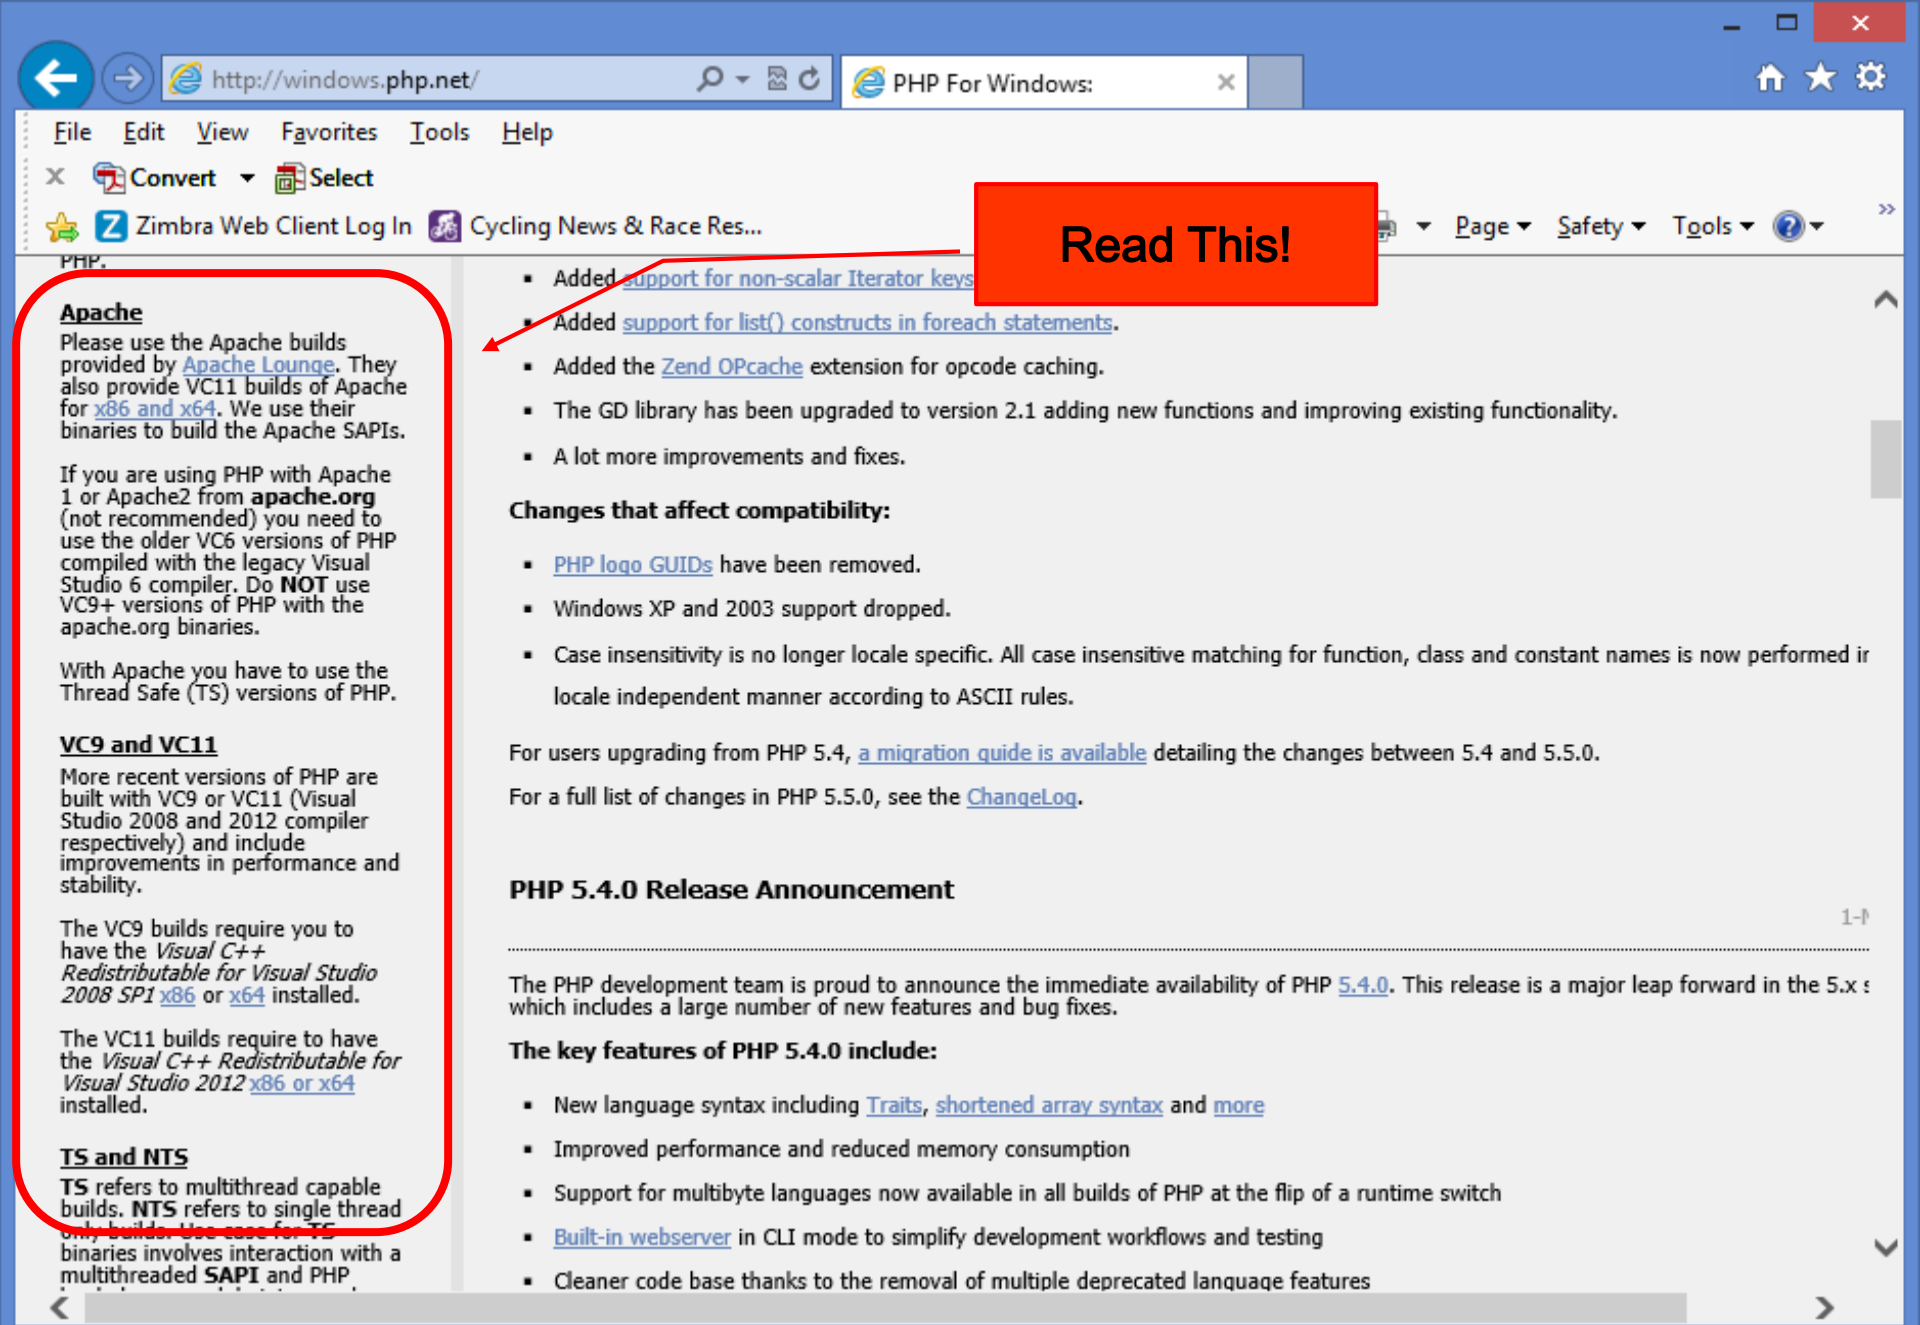 http://windows.php.net/
PHP For Windows:
File Edit View Favorites Tools Help
Convert Select
Zimbra Web Client Log In Cycling News & Race Res...
Page Safety Tools
Read This!
PHP.
Apache
Please use the Apache builds
provided by Apache Lounge. They
also provide VC11 builds of Apache
for x86 and x64. We use their
binaries to build the Apache SAPIs.
If you are using PHP with Apache
1 or Apache2 from apache.org
(not recommended) you need to
use the older VC6 versions of PHP
compiled with the legacy Visual
Studio 6 compiler. Do NOT use
VC9+ versions of PHP with the
apache.org binaries.
With Apache you have to use the
Thread Safe (TS) versions of PHP.
VC9 and VC11
More recent versions of PHP are
built with VC9 or VC11 (Visual
Studio 2008 and 2012 compiler
respectively) and include
improvements in performance and
stability.
The VC9 builds require you to
have the Visual C++
Redistributable for Visual Studio
2008 SP1 x86 or x64 installed.
The VC11 builds require to have
the Visual C++ Redistributable for
Visual Studio 2012 x86 or x64
installed.
TS and NTS
TS refers to multithread capable
builds. NTS refers to single thread
only builds. Use case for TS
binaries involves interaction with a
multithreaded SAPI and PHP
Added support for non-scalar Iterator keys
Added support for list() constructs in foreach statements.
Added the Zend OPcache extension for opcode caching.
The GD library has been upgraded to version 2.1 adding new functions and improving existing functionality.
A lot more improvements and fixes.
Changes that affect compatibility:
PHP logo GUIDs have been removed.
Windows XP and 2003 support dropped.
Case insensitivity is no longer locale specific. All case insensitive matching for function, class and constant names is now performed in
locale independent manner according to ASCII rules.
For users upgrading from PHP 5.4, a migration guide is available detailing the changes between 5.4 and 5.5.0.
For a full list of changes in PHP 5.5.0, see the ChangeLog.
PHP 5.4.0 Release Announcement
The PHP development team is proud to announce the immediate availability of PHP 5.4.0. This release is a major leap forward in the 5.x
which includes a large number of new features and bug fixes.
The key features of PHP 5.4.0 include:
New language syntax including Traits, shortened array syntax and more
Improved performance and reduced memory consumption
Support for multibyte languages now available in all builds of PHP at the flip of a runtime switch
Built-in webserver in CLI mode to simplify development workflows and testing
Cleaner code base thanks to the removal of multiple deprecated language features